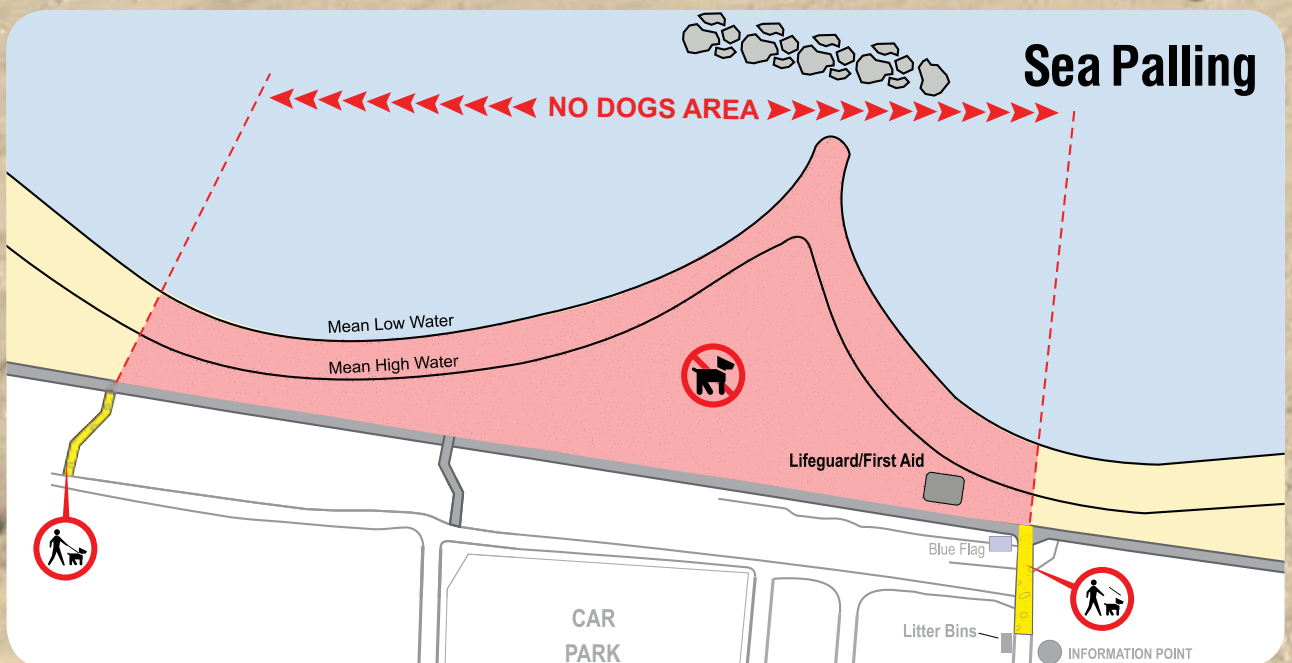 Sea Palling
NO DOGS AREA
Mean Low Water
Mean High Water
Lifeguard/First Aid
Blue Flag
CAR
PARK
Litter Bins
INFORMATION POINT